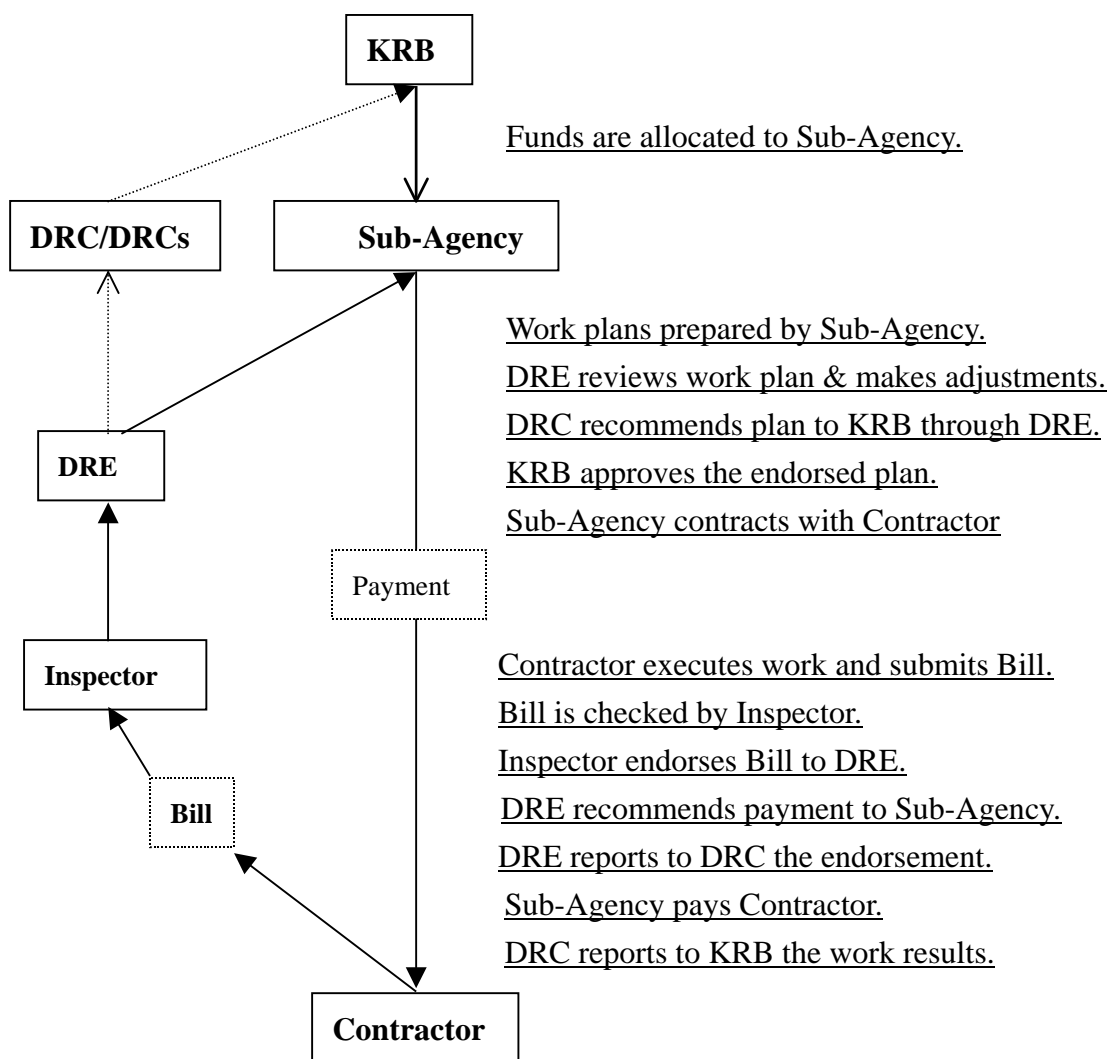 KRB
Funds are allocated to Sub-Agency.
DRC/DRCs
Sub-Agency
Work plans prepared by Sub-Agency.
DRE reviews work plan & makes adjustments.
DRC recommends plan to KRB through DRE.
DRE
KRB approves the endorsed plan.
Sub-Agency contracts with Contractor
Payment
Contractor executes work and submits Bill.
Inspector
Bill is checked by Inspector.
Inspector endorses Bill to DRE.
Bill
DRE recommends payment to Sub-Agency.
DRE reports to DRC the endorsement.
Sub-Agency pays Contractor.
DRC reports to KRB the work results.
Contractor